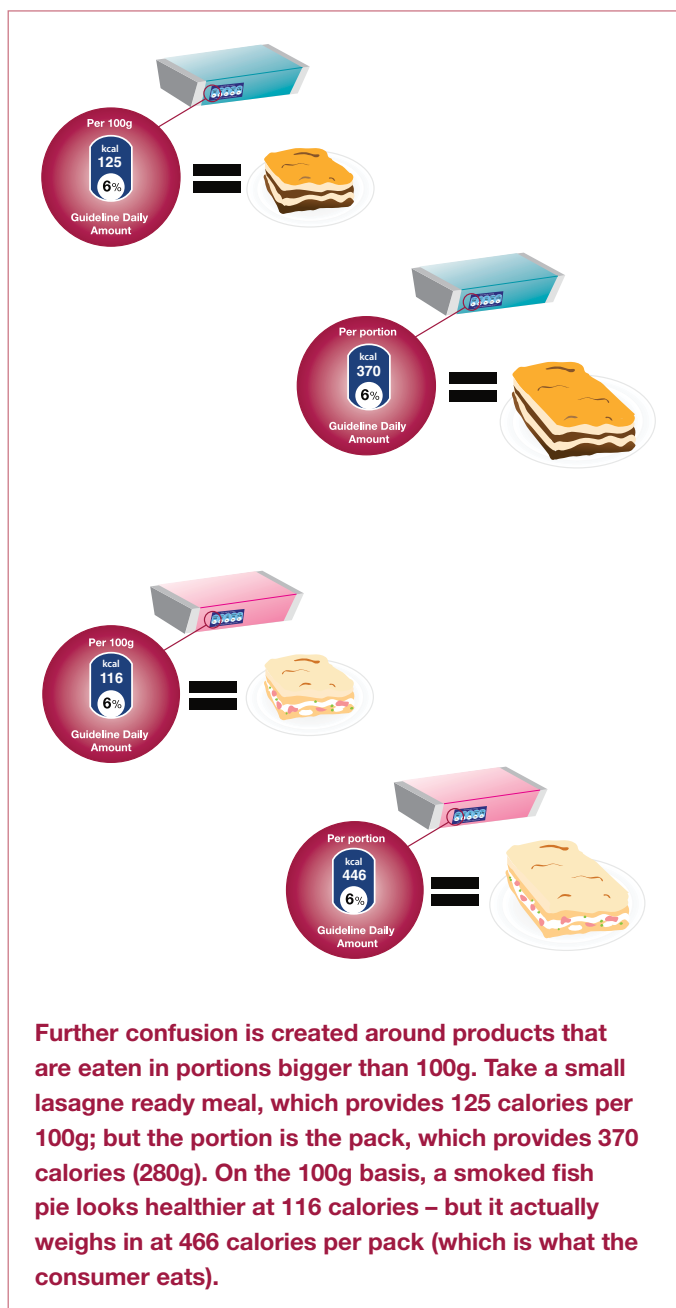 Per 100g
kcal
125
6%
Guideline Daily
Amount
Per portion
kcal
370
6%
Guideline Daily
Amount
Per 100g
kcal
116
6%
Guideline Daily
Amount
Per portion
kcal
446
6%
Guideline Daily
Amount
Further confusion is created around products that
are eaten in portions bigger than 100g. Take a small
lasagne ready meal, which provides 125 calories per
100g; but the portion is the pack, which provides 370
calories (280g). On the 100g basis, a smoked fish
pie looks healthier at 116 calories – but it actually
weighs in at 466 calories per pack (which is what the
consumer eats).